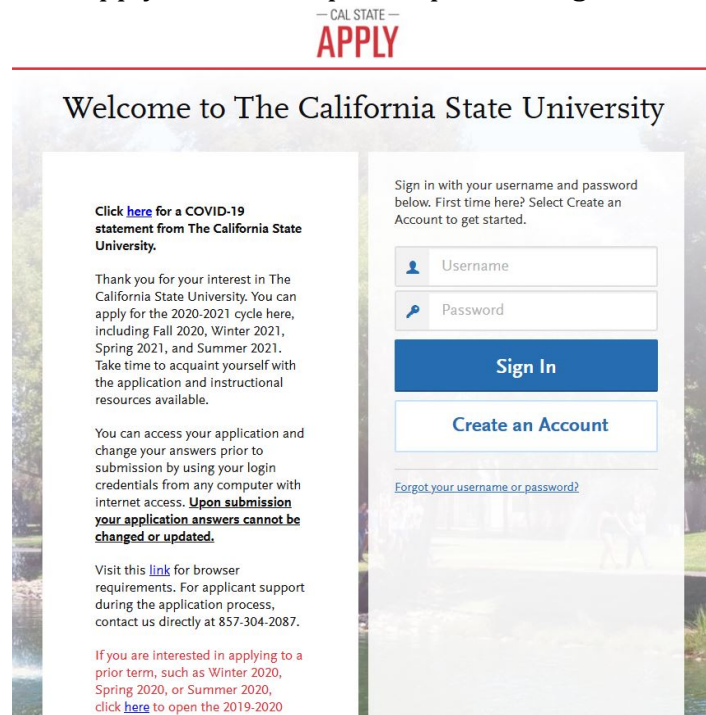 — CAL STATE —
APPLY
Welcome to The California State University
Click here for a COVID-19
statement from The California State
University.
Thank you for your interest in The
California State University. You can
apply for the 2020-2021 cycle here,
including Fall 2020, Winter 2021,
Spring 2021, and Summer 2021.
Take time to acquaint yourself with
the application and instructional
resources available.
You can access your application and
change your answers prior to
submission by using your login
credentials from any computer with
internet access. Upon submission
your application answers cannot be
changed or updated.
Visit this link for browser
requirements. For applicant support
during the application process,
contact us directly at 857-304-2087.
If you are interested in applying to a
prior term, such as Winter 2020,
Spring 2020, or Summer 2020,
click here to open the 2019-2020
Sign in with your username and password
below. First time here? Select Create an
Account to get started.
Username
Password
Sign In
Create an Account
Forgot your username or password?